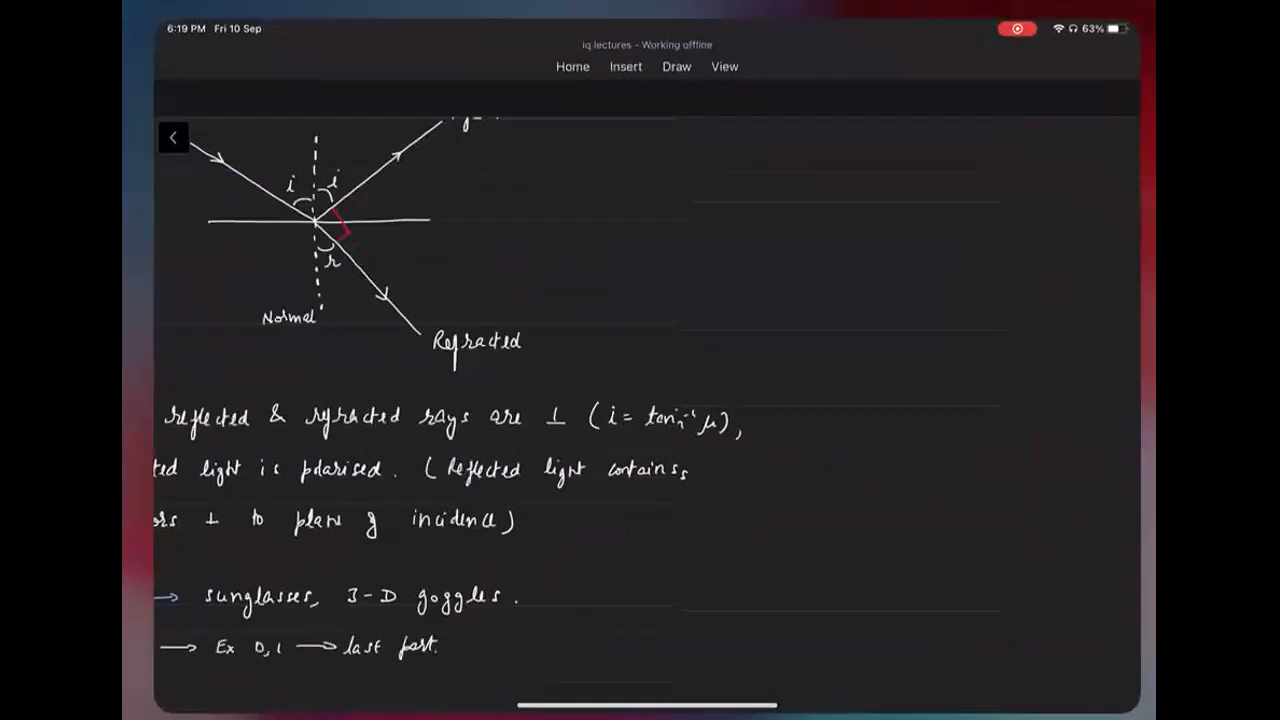 6:19 PM Fri 10 Sep
63%
iq lectures - Working offline
Home Insert Draw View
i i
r
Normal
Refracted
reflected & refracted rays are ⊥ (i = tan⁻¹ μ),
ted light is polarised. (Reflected light contains
ors ⊥ to plane of incidence)
→ sunglasses, 3-D goggles.
→ Ex 0,1 → last part.